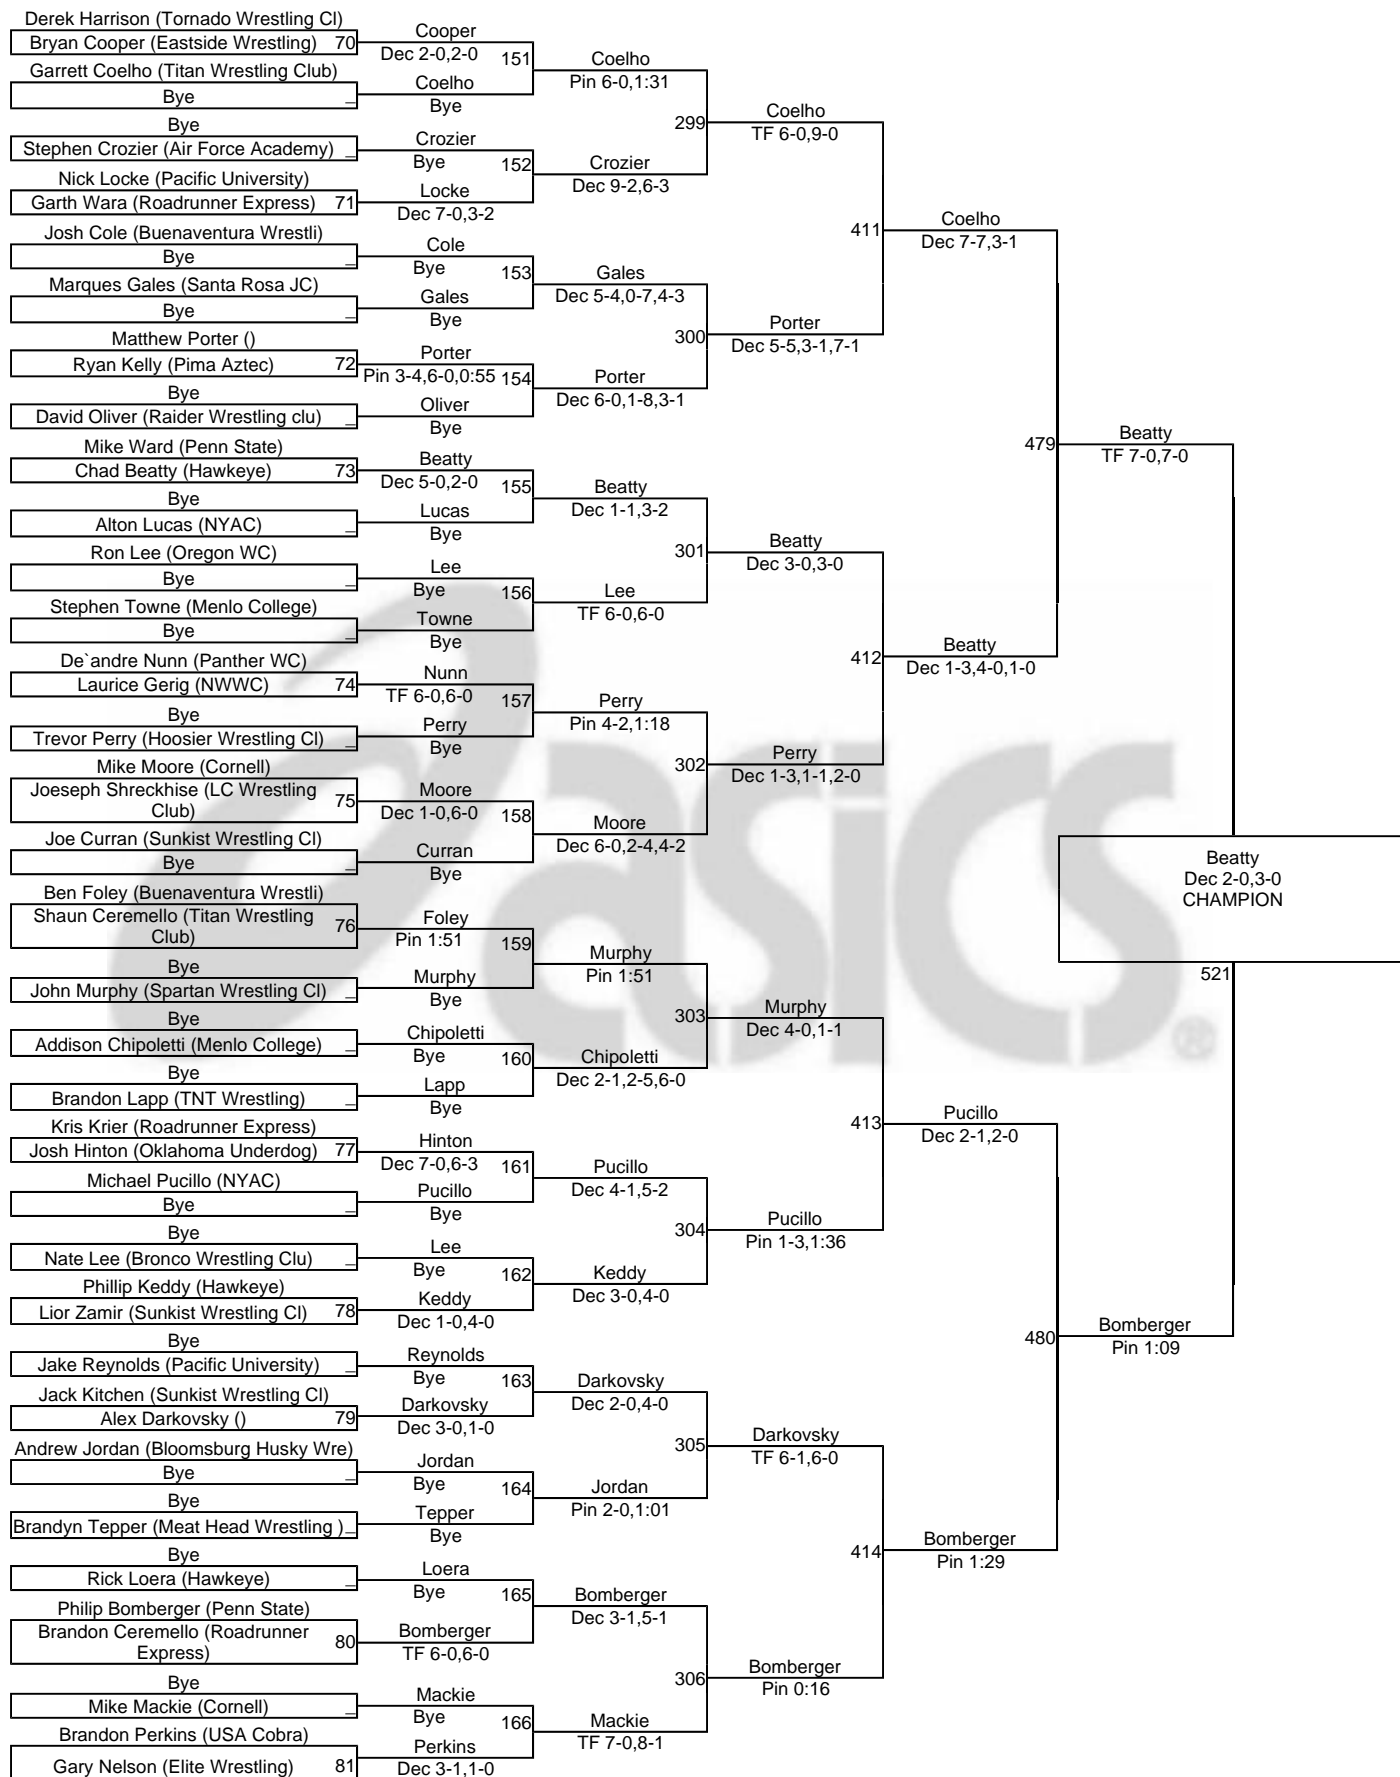 Derek Harrison (Tornado Wrestling Cl)
Bryan Cooper (Eastside Wrestling) 70
Garrett Coelho (Titan Wrestling Club)
Bye _
Bye
Stephen Crozier (Air Force Academy) _
Nick Locke (Pacific University)
Garth Wara (Roadrunner Express) 71
Josh Cole (Buenaventura Wrestli)
Bye _
Marques Gales (Santa Rosa JC)
Bye _
Matthew Porter ()
Ryan Kelly (Pima Aztec) 72
Bye
David Oliver (Raider Wrestling clu) _
Mike Ward (Penn State)
Chad Beatty (Hawkeye) 73
Bye
Alton Lucas (NYAC) _
Ron Lee (Oregon WC)
Bye _
Stephen Towne (Menlo College)
Bye _
De`andre Nunn (Panther WC)
Laurice Gerig (NWWC) 74
Bye
Trevor Perry (Hoosier Wrestling Cl) _
Mike Moore (Cornell)
Joeseph Shreckhise (LC Wrestling
Club) 75
Joe Curran (Sunkist Wrestling Cl)
Bye _
Ben Foley (Buenaventura Wrestli)
Shaun Ceremello (Titan Wrestling
Club) 76
Bye
John Murphy (Spartan Wrestling Cl) _
Bye
Addison Chipoletti (Menlo College) _
Bye
Brandon Lapp (TNT Wrestling) _
Kris Krier (Roadrunner Express)
Josh Hinton (Oklahoma Underdog) 77
Michael Pucillo (NYAC)
Bye _
Bye
Nate Lee (Bronco Wrestling Clu) _
Phillip Keddy (Hawkeye)
Lior Zamir (Sunkist Wrestling Cl) 78
Bye
Jake Reynolds (Pacific University) _
Jack Kitchen (Sunkist Wrestling Cl)
Alex Darkovsky () 79
Andrew Jordan (Bloomsburg Husky Wre)
Bye _
Bye
Brandyn Tepper (Meat Head Wrestling ) _
Bye
Rick Loera (Hawkeye) _
Philip Bomberger (Penn State)
Brandon Ceremello (Roadrunner
Express) 80
Bye
Mike Mackie (Cornell) _
Brandon Perkins (USA Cobra)
Gary Nelson (Elite Wrestling) 81
Cooper
Dec 2-0,2-0
151
Coelho
Bye
Crozier
Bye
152
Locke
Dec 7-0,3-2
Cole
Bye
153
Gales
Bye
Porter
Pin 3-4,6-0,0:55
154
Oliver
Bye
Beatty
Dec 5-0,2-0
155
Lucas
Bye
Lee
Bye
156
Towne
Bye
Nunn
TF 6-0,6-0
157
Perry
Bye
Moore
Dec 1-0,6-0
158
Curran
Bye
Foley
Pin 1:51
159
Murphy
Bye
Chipoletti
Bye
160
Lapp
Bye
Hinton
Dec 7-0,6-3
161
Pucillo
Bye
Lee
Bye
162
Keddy
Dec 1-0,4-0
Reynolds
Bye
163
Darkovsky
Dec 3-0,1-0
Jordan
Bye
164
Tepper
Bye
Loera
Bye
165
Bomberger
TF 6-0,6-0
Mackie
Bye
166
Perkins
Dec 3-1,1-0
Coelho
Pin 6-0,1:31
299
Crozier
Dec 9-2,6-3
Gales
Dec 5-4,0-7,4-3
300
Porter
Dec 6-0,1-8,3-1
Beatty
Dec 1-1,3-2
301
Lee
TF 6-0,6-0
Perry
Pin 4-2,1:18
302
Moore
Dec 6-0,2-4,4-2
Murphy
Pin 1:51
303
Chipoletti
Dec 2-1,2-5,6-0
Pucillo
Dec 4-1,5-2
304
Keddy
Dec 3-0,4-0
Darkovsky
Dec 2-0,4-0
305
Jordan
Pin 2-0,1:01
Bomberger
Dec 3-1,5-1
306
Mackie
TF 7-0,8-1
Coelho
TF 6-0,9-0
411
Porter
Dec 5-5,3-1,7-1
Beatty
Dec 3-0,3-0
412
Perry
Dec 1-3,1-1,2-0
Murphy
Dec 4-0,1-1
413
Pucillo
Pin 1-3,1:36
Darkovsky
TF 6-1,6-0
414
Bomberger
Pin 0:16
Coelho
Dec 7-7,3-1
479
Beatty
Dec 1-3,4-0,1-0
Pucillo
Dec 2-1,2-0
480
Bomberger
Pin 1:29
Beatty
TF 7-0,7-0
Bomberger
Pin 1:09
Beatty
Dec 2-0,3-0
CHAMPION
521
asics®